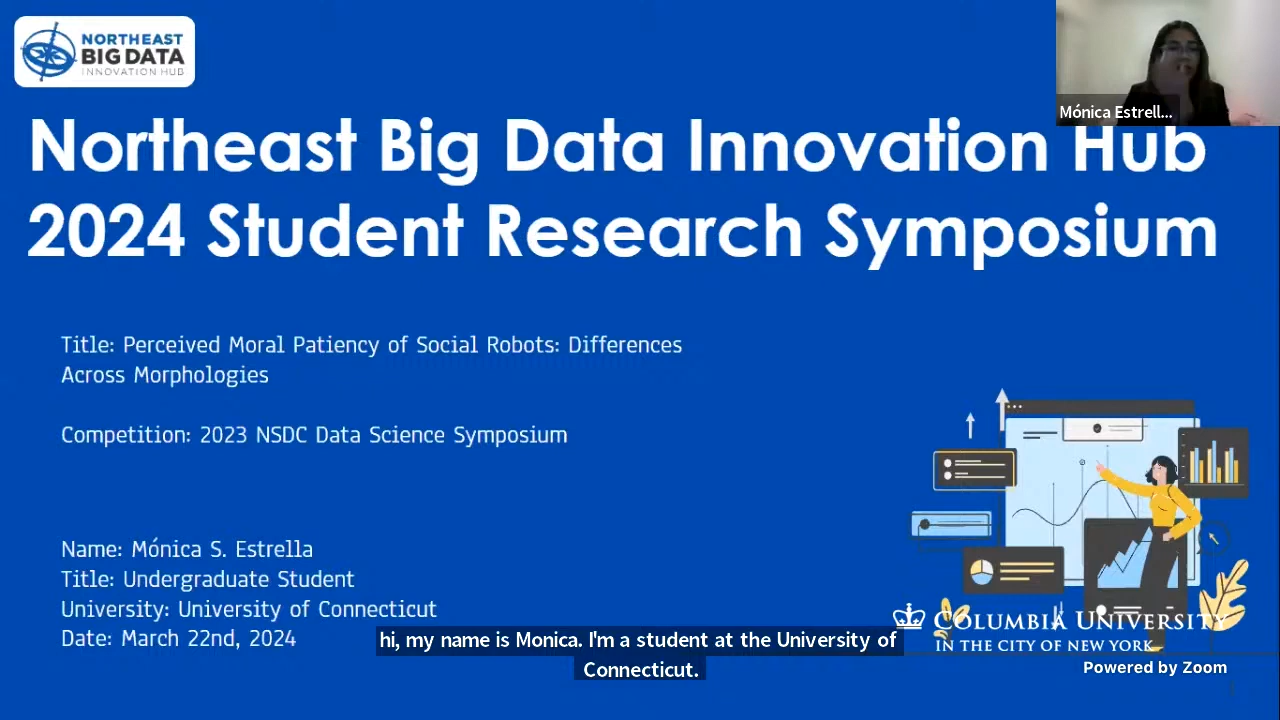 NORTHEAST
BIG DATA
INNOVATION HUB
Mónica Estrell...
Northeast Big Data Innovation Hub
2024 Student Research Symposium
Title: Perceived Moral Patiency of Social Robots: Differences
Across Morphologies
Competition: 2023 NSDC Data Science Symposium
Name: Mónica S. Estrella
Title: Undergraduate Student
University: University of Connecticut
Date: March 22nd, 2024
hi, my name is Monica. I'm a student at the University of
Connecticut.
COLUMBIA UNIVERSITY
IN THE CITY OF NEW YORK
Powered by Zoom